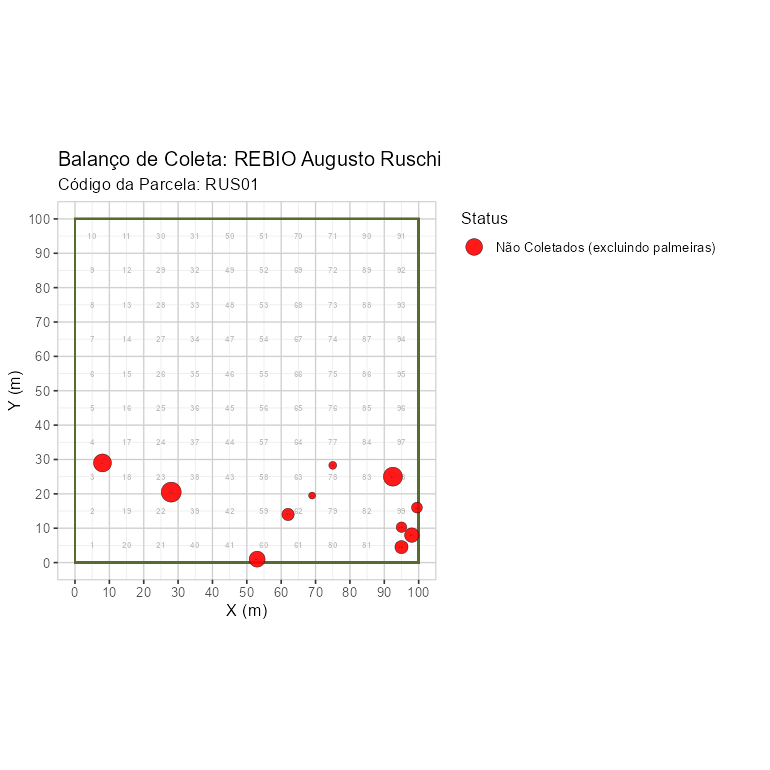 Balanço de Coleta: REBIO Augusto Ruschi
Código da Parcela: RUS01
Status
Não Coletados (excluindo palmeiras)
Y (m)
100
90
80
70
60
50
40
30
20
10
0
10 11 30 31 50 51 70 71 90 91
9 12 29 32 49 52 69 72 89 92
8 13 28 33 48 53 68 73 88 93
7 14 27 34 47 54 67 74 87 94
6 15 26 35 46 55 66 75 86 95
5 16 25 36 45 56 65 76 85 96
4 17 24 37 44 57 64 77 84 97
3 18 23 38 43 58 63 78 83
2 19 22 39 42 59 62 79 82 99
1 20 21 40 41 60 61 80 81
0 10 20 30 40 50 60 70 80 90 100
X (m)